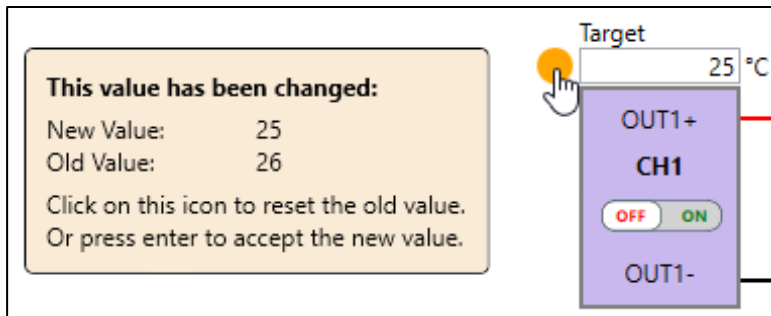 This value has been changed:
New Value: 25
Old Value: 26
Click on this icon to reset the old value.
Or press enter to accept the new value.
Target
25 °C
OUT1+
CH1
OFF ON
OUT1-